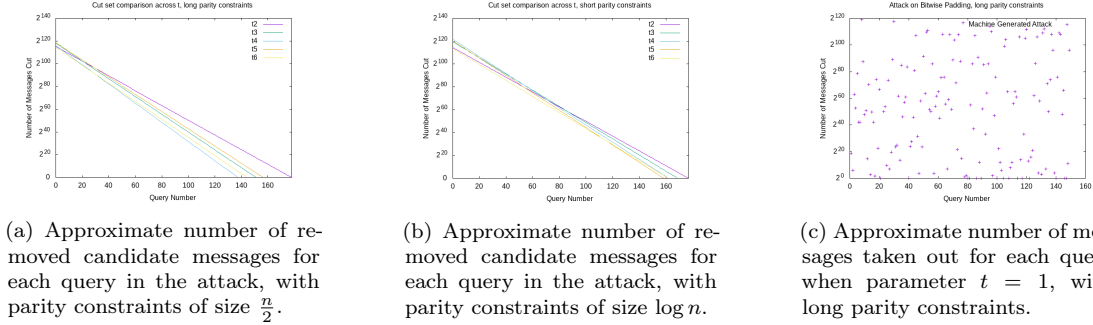 Cut set comparison across t, long parity constraints
2^140
2^120
2^100
2^80
2^60
2^40
2^20
0
Number of Messages Cut
0 20 40 60 80 100 120 140 160
Query Number
t2
t3
t4
t5
t6
(a) Approximate number of re-
moved candidate messages for
each query in the attack, with
parity constraints of size n/2.
Cut set comparison across t, short parity constraints
2^140
2^120
2^100
2^80
2^60
2^40
2^20
0
Number of Messages Cut
0 20 40 60 80 100 120 140 160
Query Number
t2
t3
t4
t5
t6
(b) Approximate number of re-
moved candidate messages for
each query in the attack, with
parity constraints of size log n.
Attack on Bitwise Padding, long parity constraints
Machine Generated Attack
2^120
2^100
2^80
2^60
2^40
2^20
2^0
Number of Messages Cut
0 20 40 60 80 100 120 140 160
Query Number
(c) Approximate number of
sages taken out for each
when parameter t = 1,
long parity constraints.